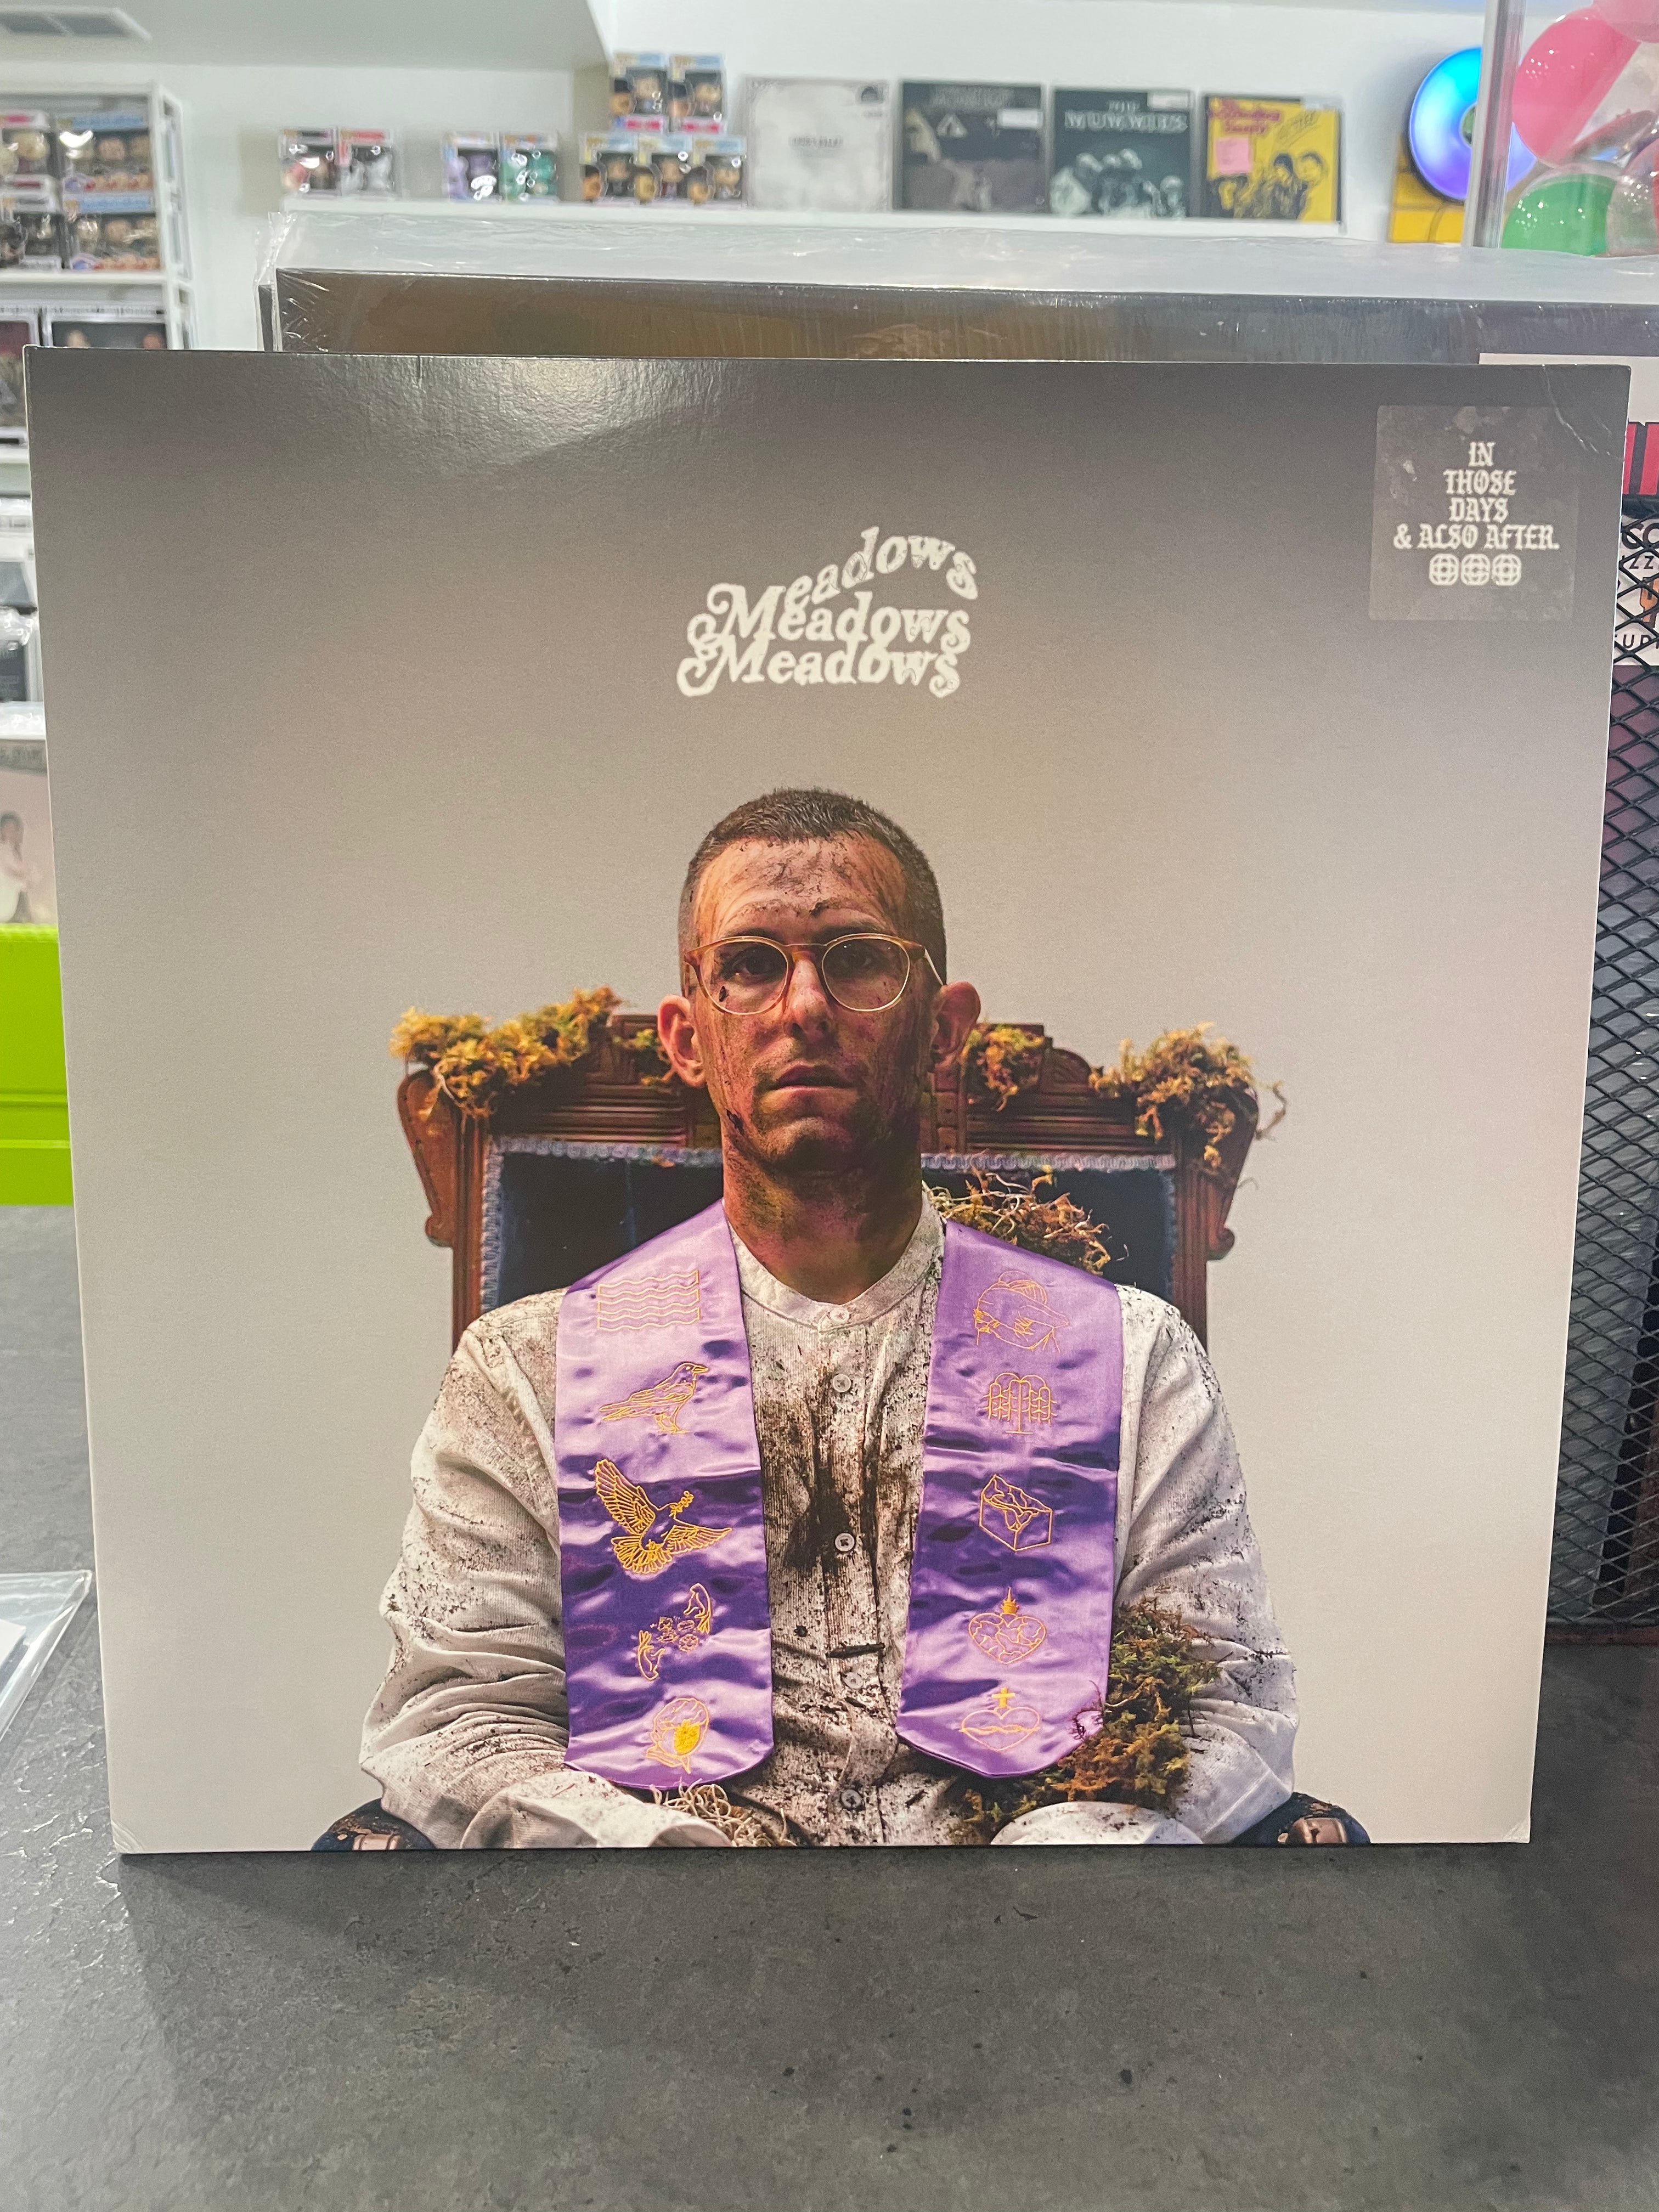 THE
MUMMIES
Meadows
Meadows
Meadows
IN
THOSE
DAYS
& ALSO AFTER.